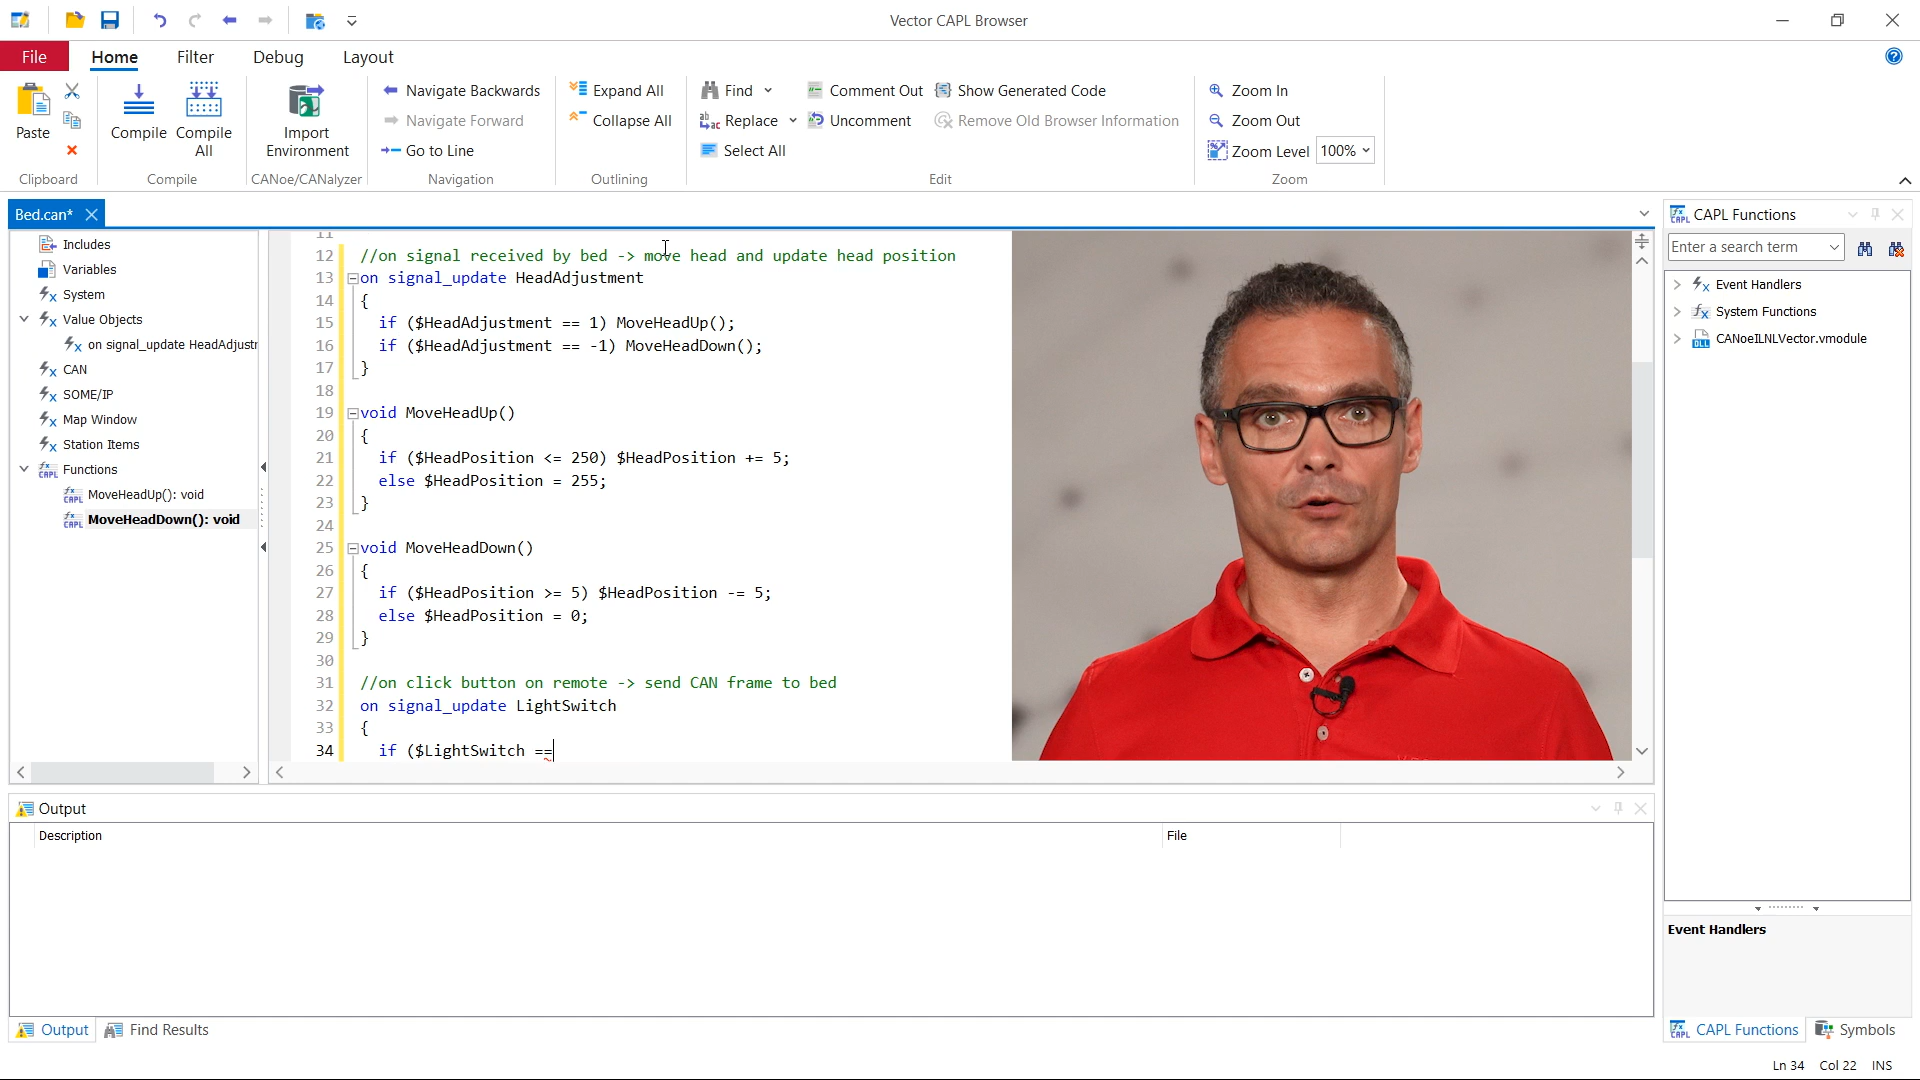 Vector CAPL Browser
File Home Filter Debug Layout
Paste
Compile
Compile All
Import Environment
Navigate Backwards
Navigate Forward
Go to Line
Expand All
Collapse All
Find
Replace
Select All
Comment Out
Uncomment
Show Generated Code
Remove Old Browser Information
Zoom In
Zoom Out
Zoom Level 100%
Clipboard Compile CANoe/CANalyzer Navigation Outlining Edit Zoom
Bed.can*
Includes
Variables
System
Value Objects
on signal_update HeadAdjustr
CAN
SOME/IP
Map Window
Station Items
Functions
MoveHeadUp(): void
MoveHeadDown(): void
11
12 //on signal received by bed -> move head and update head position
13 on signal_update HeadAdjustment
14 {
15 if ($HeadAdjustment == 1) MoveHeadUp();
16 if ($HeadAdjustment == -1) MoveHeadDown();
17 }
18
19 void MoveHeadUp()
20 {
21 if ($HeadPosition <= 250) $HeadPosition += 5;
22 else $HeadPosition = 255;
23 }
24
25 void MoveHeadDown()
26 {
27 if ($HeadPosition >= 5) $HeadPosition -= 5;
28 else $HeadPosition = 0;
29 }
30
31 //on click button on remote -> send CAN frame to bed
32 on signal_update LightSwitch
33 {
34 if ($LightSwitch ==
CAPL Functions
Enter a search term
Event Handlers
System Functions
CANoeILNLVector.vmodule
Event Handlers
CAPL Functions Symbols
Output
Description File
Output Find Results
Ln 34 Col 22 INS